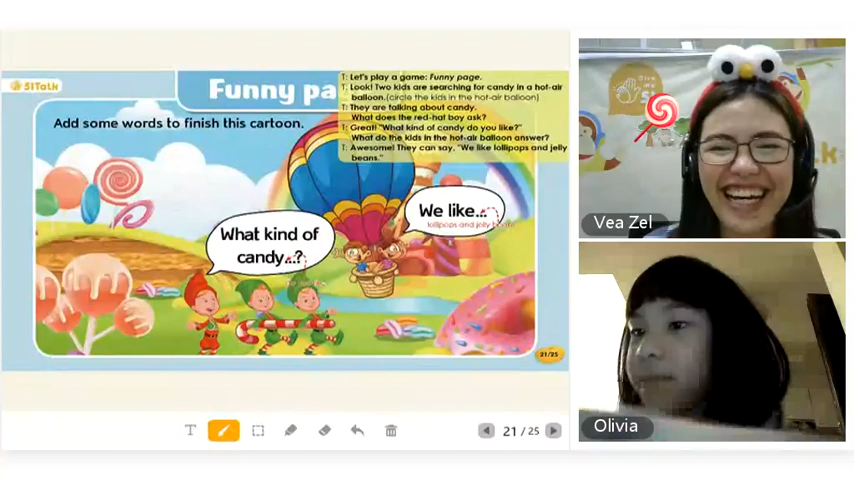 51Talk
Funny pa
T: Let's play a game: Funny page.
T: Look! Two kids are searching for candy in a hot-air
balloon.(circle the kids in the hot-air balloon)
T: They are talking about candy.
What does the red-hat boy ask?
T: Great! "What kind of candy do you like?"
What do the kids in the hot-air balloon answer?
T: Awesome! They can say, "We like lollipops and jelly
beans."
Add some words to finish this cartoon.
We like...
lollipops and jelly
What kind of
candy...?
21/25
T
21 / 25
Vea Zel
Olivia